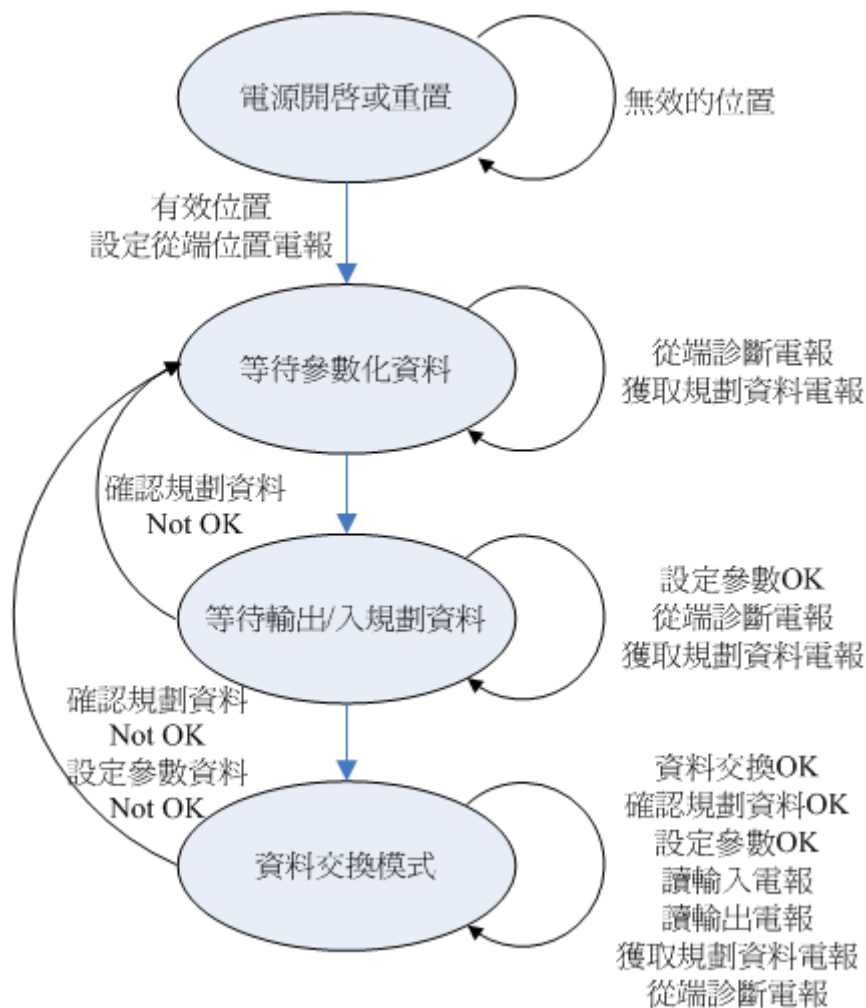 電源開啓或重置
無效的位置
有效位置
設定從端位置電報
等待參數化資料
從端診斷電報
獲取規劃資料電報
確認規劃資料
Not OK
等待輸出/入規劃資料
設定參數OK
從端診斷電報
獲取規劃資料電報
確認規劃資料
Not OK
設定參數資料
Not OK
資料交換模式
資料交換OK
確認規劃資料OK
設定參數OK
讀輸入電報
讀輸出電報
獲取規劃資料電報
從端診斷電報